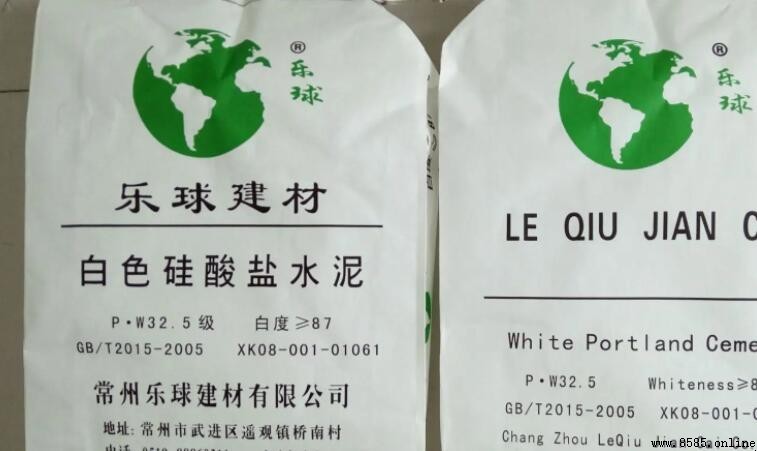 ®
乐
球
乐球建材
白色硅酸盐水泥
P·W32.5级 白度≥87
GB/T2015-2005 XK08-001-01061
常州乐球建材有限公司
地址: 常州市武进区遥观镇桥南村
®
乐
球
LE QIU JIAN C
White Portland Ceme
P·W32.5 Whiteness≥8
GB/T2015-2005 XK08-001-0
Chang Zhou LeQiu Jian Cai Co.
www.8585.online